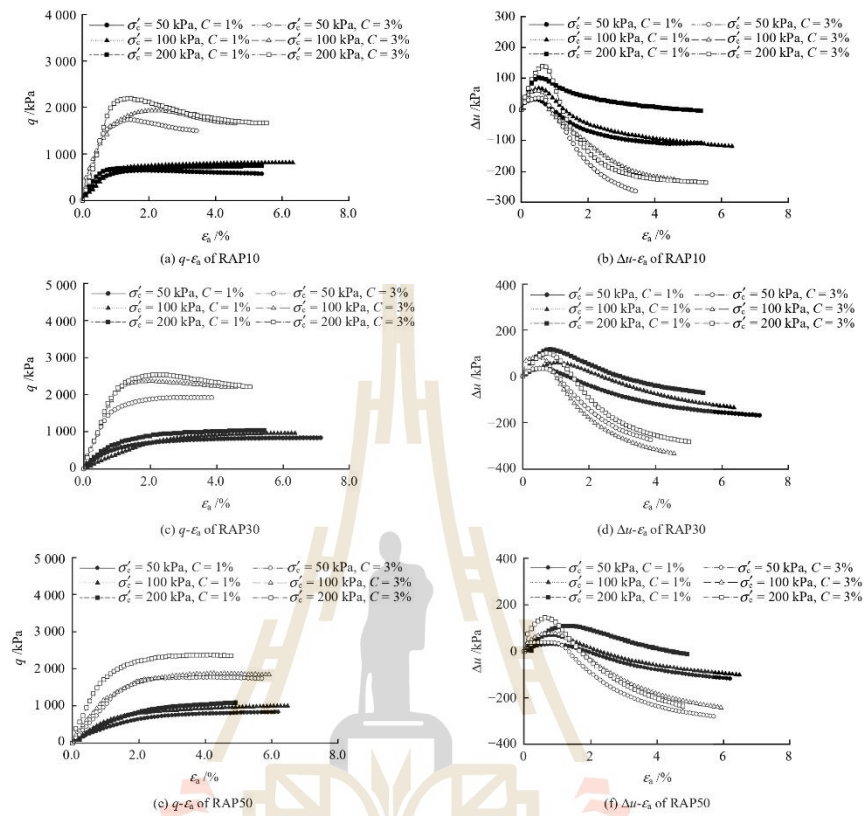 σ′c = 50 kPa, C = 1% σ′c = 50 kPa, C = 3%
σ′c = 100 kPa, C = 1% σ′c = 100 kPa, C = 3%
σ′c = 200 kPa, C = 1% σ′c = 200 kPa, C = 3%
4 000
3 000
2 000
1 000
0
q /kPa
0.0 2.0 4.0 6.0 8.0
εa /%
(a) q-εa of RAP10
σ′c = 50 kPa, C = 1% σ′c = 50 kPa, C = 3%
σ′c = 100 kPa, C = 1% σ′c = 100 kPa, C = 3%
σ′c = 200 kPa, C = 1% σ′c = 200 kPa, C = 3%
300
200
100
0
−100
−200
−300
Δu /kPa
0 2 4 6 8
εa /%
(b) Δu-εa of RAP10
σ′c = 50 kPa, C = 1% σ′c = 50 kPa, C = 3%
σ′c = 100 kPa, C = 1% σ′c = 100 kPa, C = 3%
σ′c = 200 kPa, C = 1% σ′c = 200 kPa, C = 3%
5 000
4 000
3 000
2 000
1 000
0
q /kPa
0.0 2.0 4.0 6.0 8.0
εa /%
(c) q-εa of RAP30
σ′c = 50 kPa, C = 1% σ′c = 50 kPa, C = 3%
σ′c = 100 kPa, C = 1% σ′c = 100 kPa, C = 3%
σ′c = 200 kPa, C = 1% σ′c = 200 kPa, C = 3%
400
200
0
−200
−400
Δu /kPa
0 2 4 6 8
εa /%
(d) Δu-εa of RAP30
σ′c = 50 kPa, C = 1% σ′c = 50 kPa, C = 3%
σ′c = 100 kPa, C = 1% σ′c = 100 kPa, C = 3%
σ′c = 200 kPa, C = 1% σ′c = 200 kPa, C = 3%
5 000
4 000
3 000
2 000
1 000
0
q /kPa
0.0 2.0 4.0 6.0 8.0
εa /%
(e) q-εa of RAP50
σ′c = 50 kPa, C = 1% σ′c = 50 kPa, C = 3%
σ′c = 100 kPa, C = 1% σ′c = 100 kPa, C = 3%
σ′c = 200 kPa, C = 1% σ′c = 200 kPa, C = 3%
400
200
0
−200
−400
Δu /kPa
0 2 4 6 8
εa /%
(f) Δu-εa of RAP50